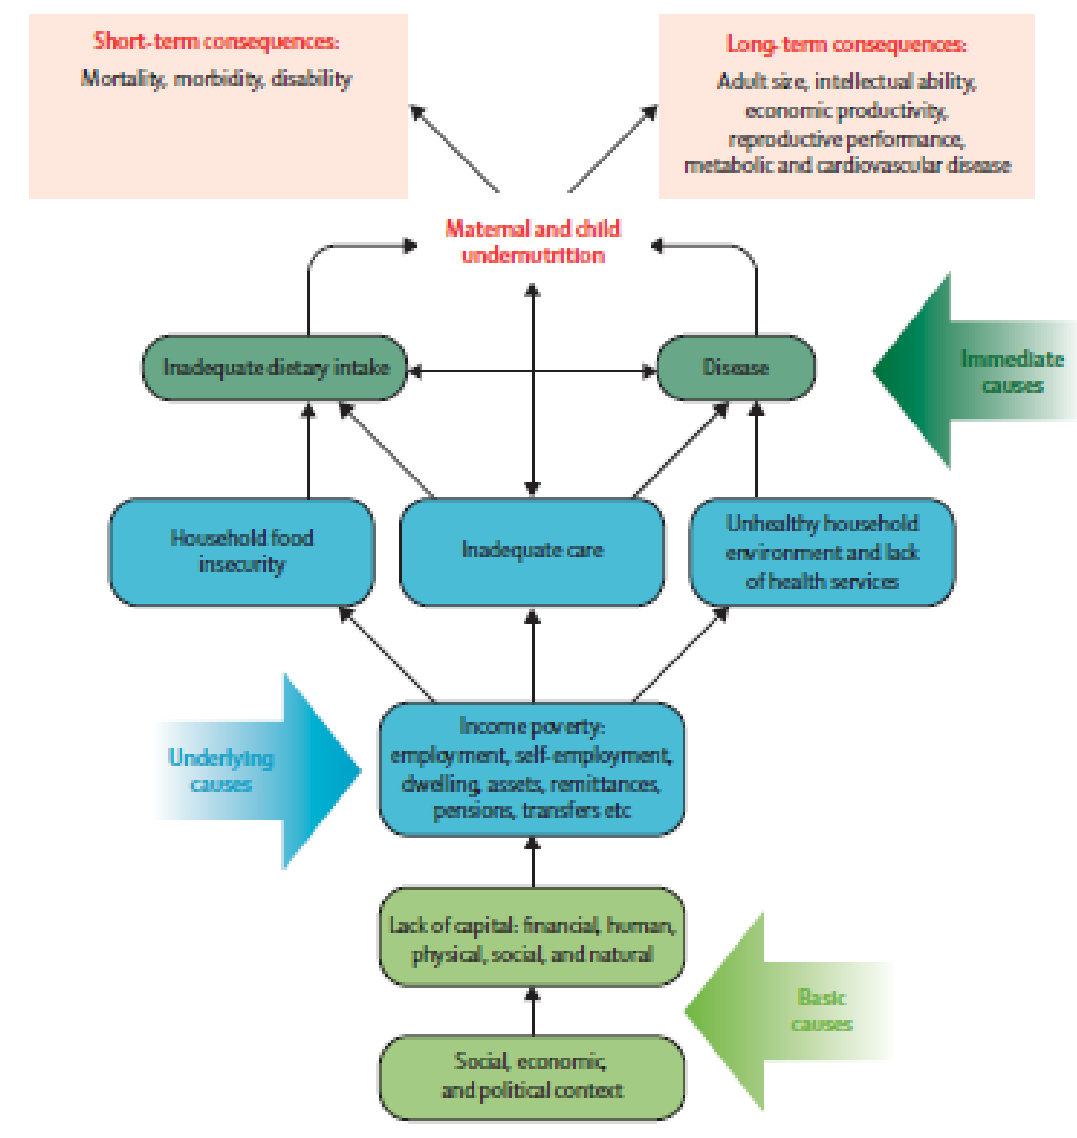 Short-term consequences:
Mortality, morbidity, disability
Long-term consequences:
Adult size, intellectual ability,
economic productivity,
reproductive performance,
metabolic and cardiovascular disease
Maternal and child
undernutrition
Inadequate dietary intake
Disease
Immediate
causes
Household food
insecurity
Inadequate care
Unhealthy household
environment and lack
of health services
Underlying
causes
Income poverty:
employment, self-employment,
dwelling, assets, remittances,
pensions, transfers etc
Lack of capital: financial, human,
physical, social, and natural
Basic
causes
Social, economic,
and political context